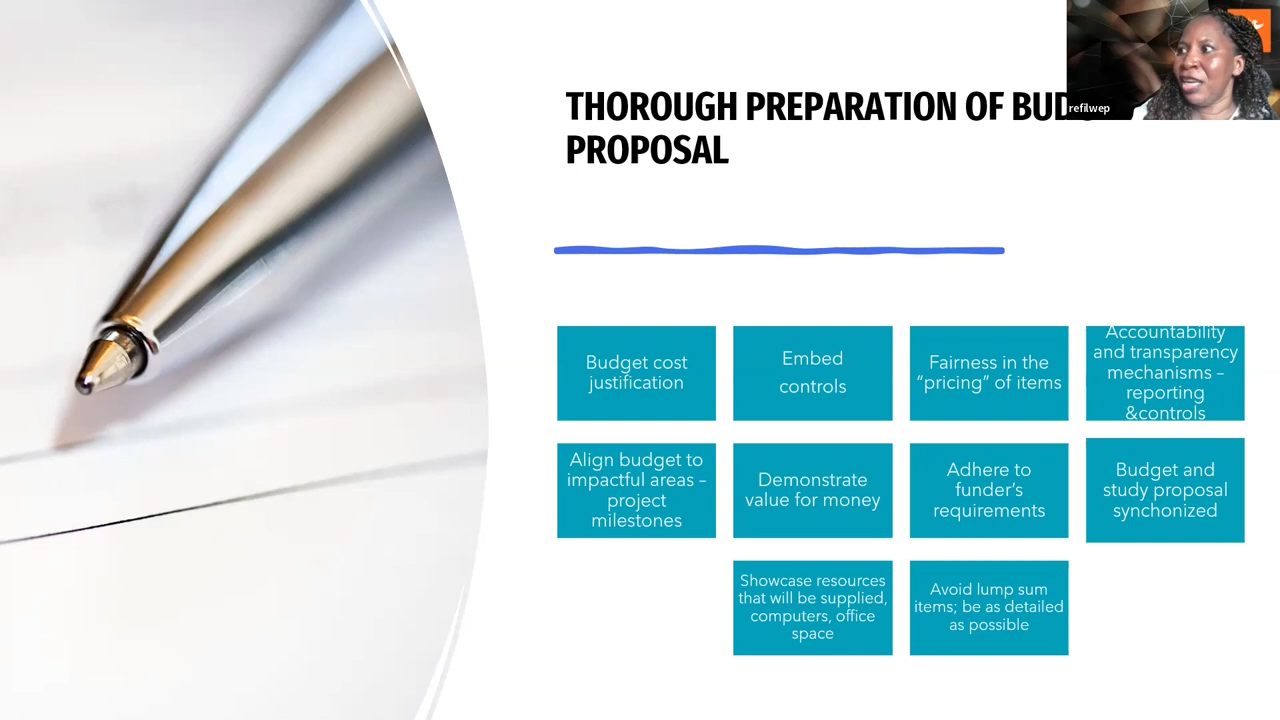 THOROUGH PREPARATION OF
PROPOSAL
refilwep
Budget cost
justification
Embed
controls
Fairness in the
“pricing” of items
Accountability
and transparency
mechanisms –
reporting
&controls
Align budget to
impactful areas –
project
milestones
Demonstrate
value for money
Adhere to
funder’s
requirements
Budget and
study proposal
synchonized
Showcase resources
that will be supplied,
computers, office
space
Avoid lump sum
items; be as detailed
as possible